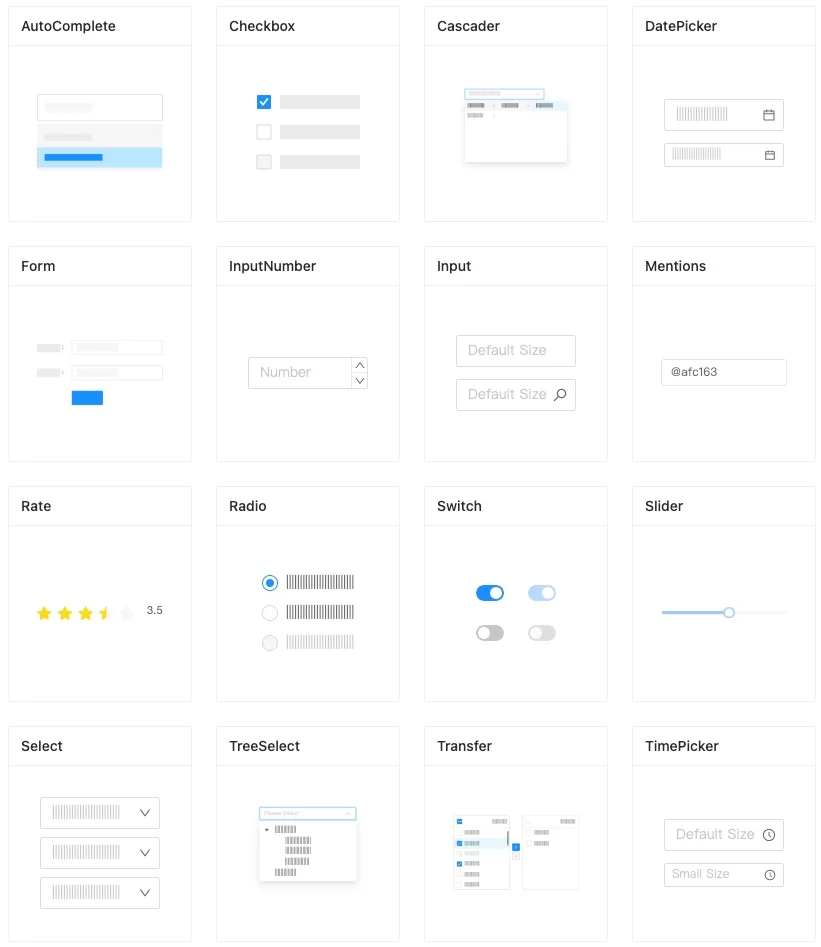 AutoComplete
Checkbox
Cascader
DatePicker
Form
InputNumber
Input
Mentions
Number
Default Size
Default Size
@afc163
Rate
Radio
Switch
Slider
3.5
Select
TreeSelect
Transfer
TimePicker
Please Select
Default Size
Small Size